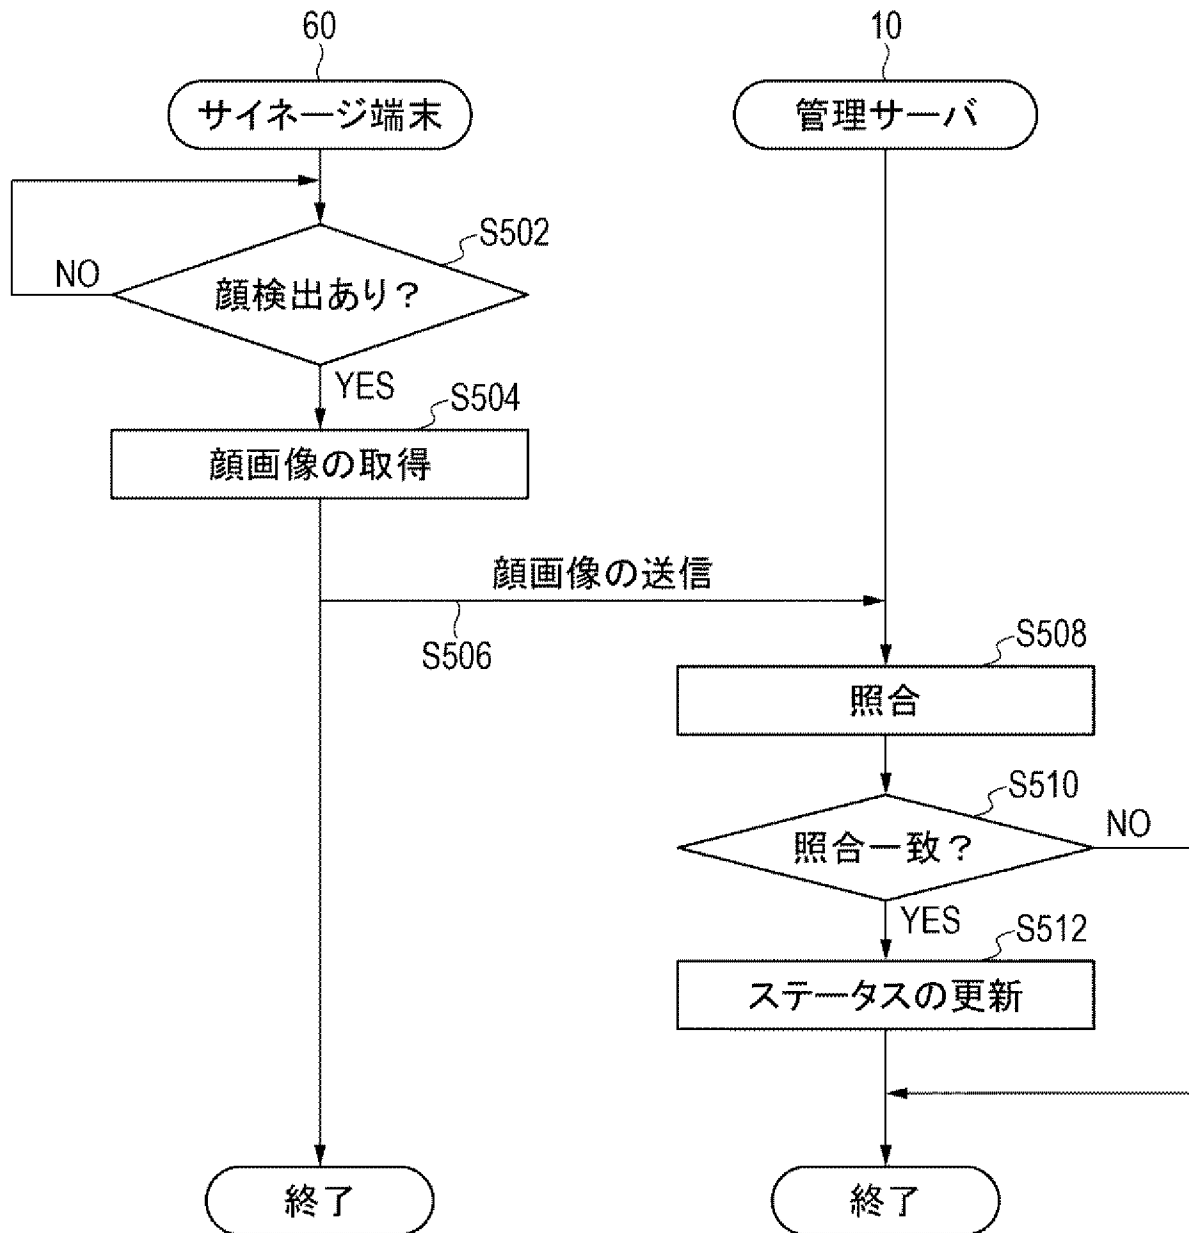 60
10
サイネージ端末
管理サーバ
S502
NO
顔検出あり？
YES
S504
顔画像の取得
顔画像の送信
S506
S508
照合
S510
NO
照合一致？
YES
S512
ステータスの更新
終了
終了